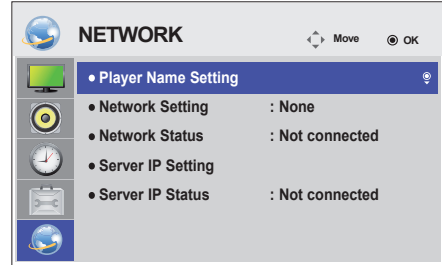 NETWORK Move OK
• Player Name Setting
• Network Setting : None
• Network Status : Not connected
• Server IP Setting
• Server IP Status : Not connected